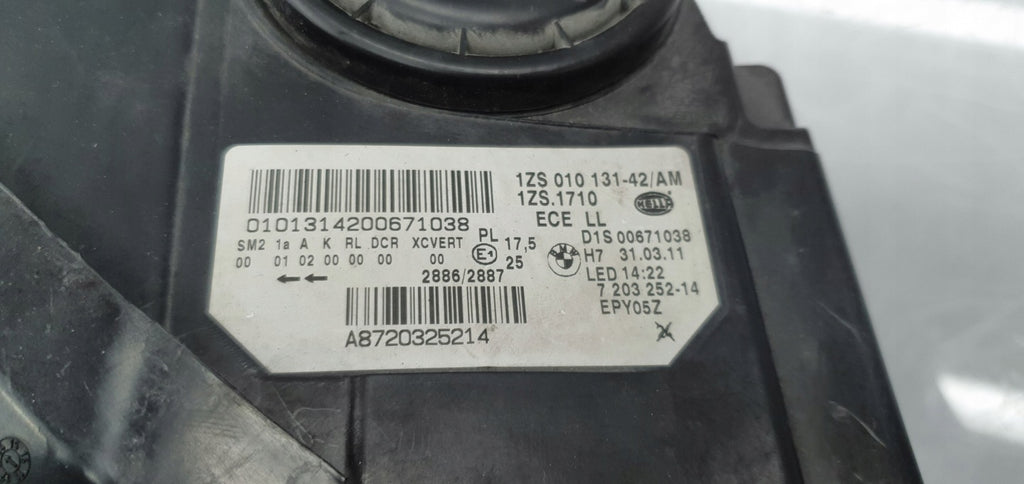 1ZS 010 131-42/AM
1ZS.1710
HELLA
ECE LL
0101314200671038
SM2 1a A K RL DCR XCVERT
00 01 02 00 00 00 00
PL 17,5
E1 25
D1S 00671038
H7 31.03.11
LED 14:22
7 203 252-14
EPY05Z
2886/2887
A8720325214